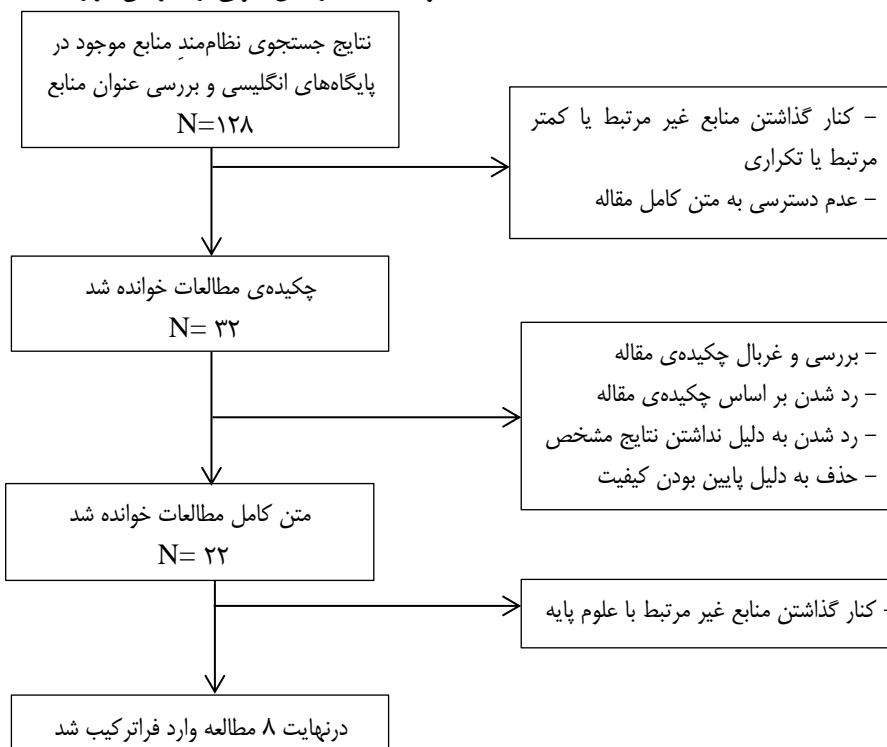 نتایج جستجوی نظام‌مندِ منابع موجود در
پایگاه‌های انگلیسی و بررسی عنوان منابع
N=۱۲۸
- کنار گذاشتن منابع غیر مرتبط یا کمتر
مرتبط یا تکراری
- عدم دسترسی به متن کامل مقاله
چکیده‌ی مطالعات خوانده شد
N= ۳۲
- بررسی و غربال چکیده‌ی مقاله
- رد شدن بر اساس چکیده‌ی مقاله
- رد شدن به دلیل نداشتن نتایج مشخص
- حذف به دلیل پایین بودن کیفیت
متن کامل مطالعات خوانده شد
N= ۲۲
- کنار گذاشتن منابع غیر مرتبط با علوم پایه
درنهایت ۸ مطالعه وارد فراترکیب شد